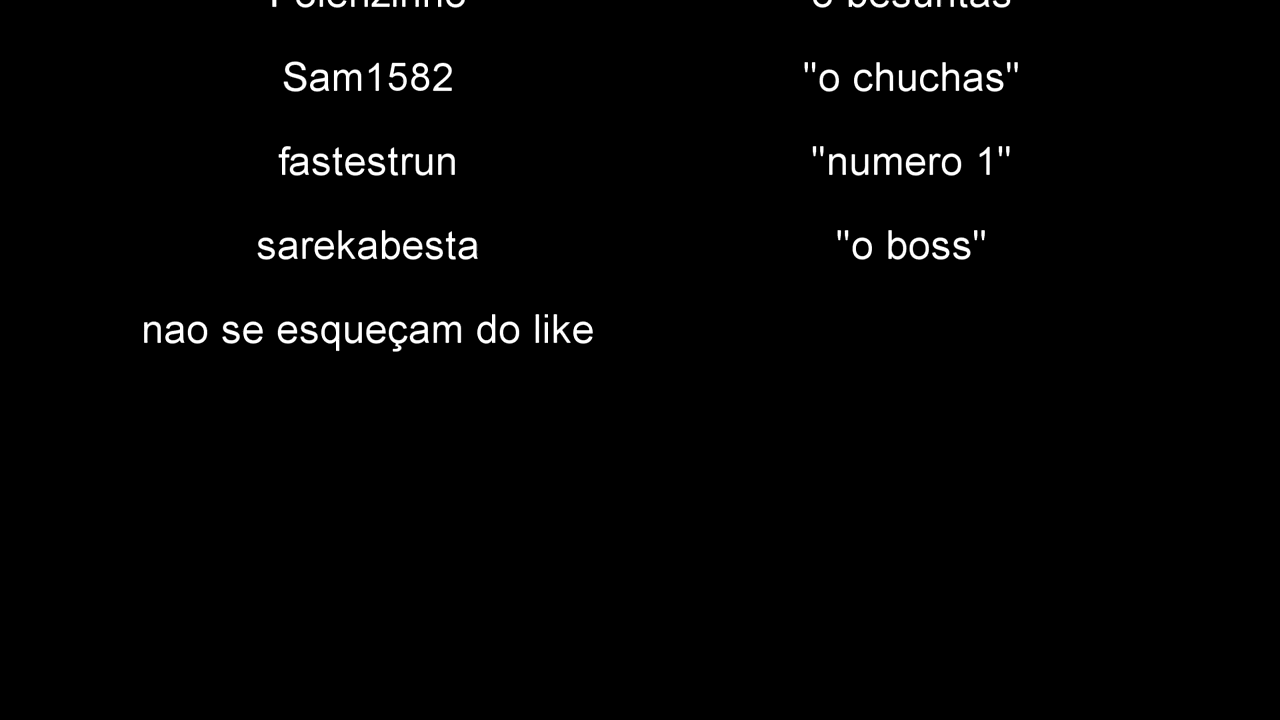 Sam1582 "o chuchas"
fastestrun "numero 1"
sarekabesta "o boss"
nao se esqueçam do like